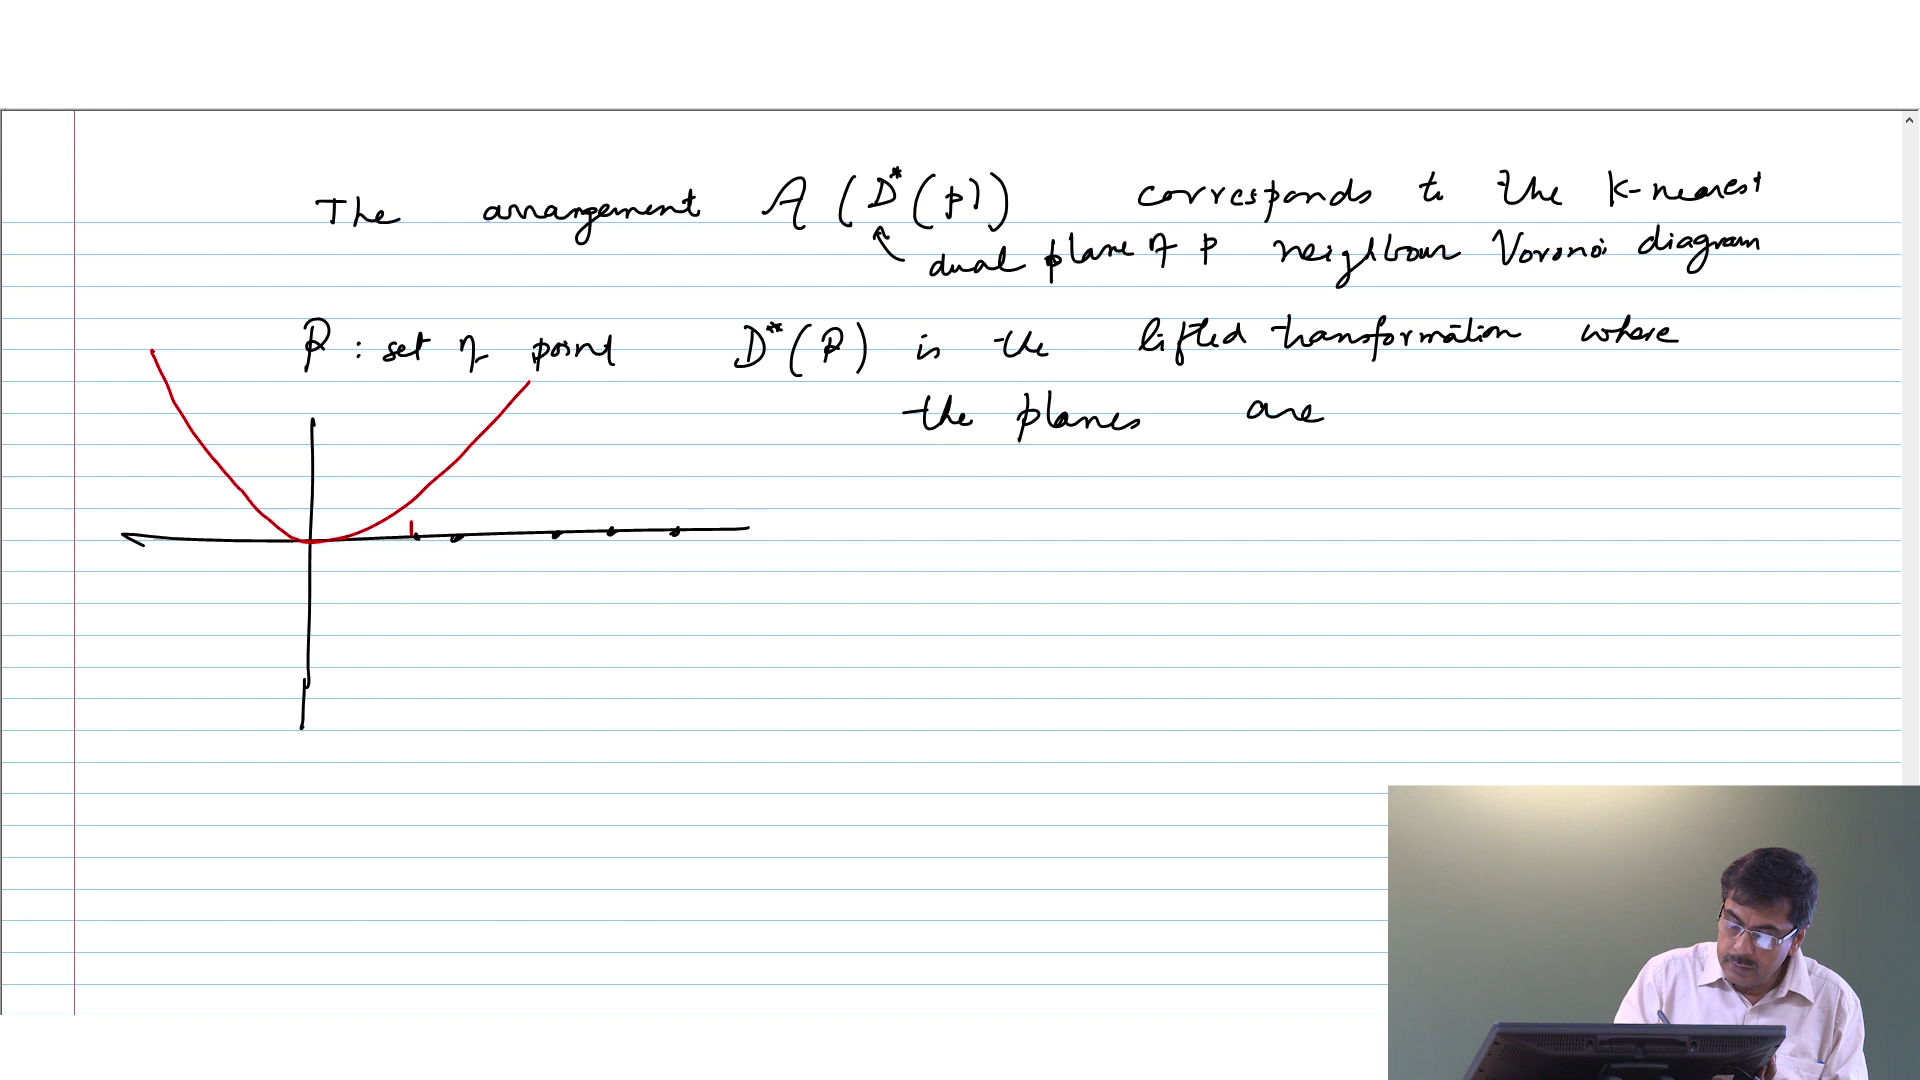 The arrangement A (D*(p)) corresponds to the k-nearest
dual plane of p neighbour Voronoi diagram
P : set of point D*(P) is the lifted transformation where
the planes are